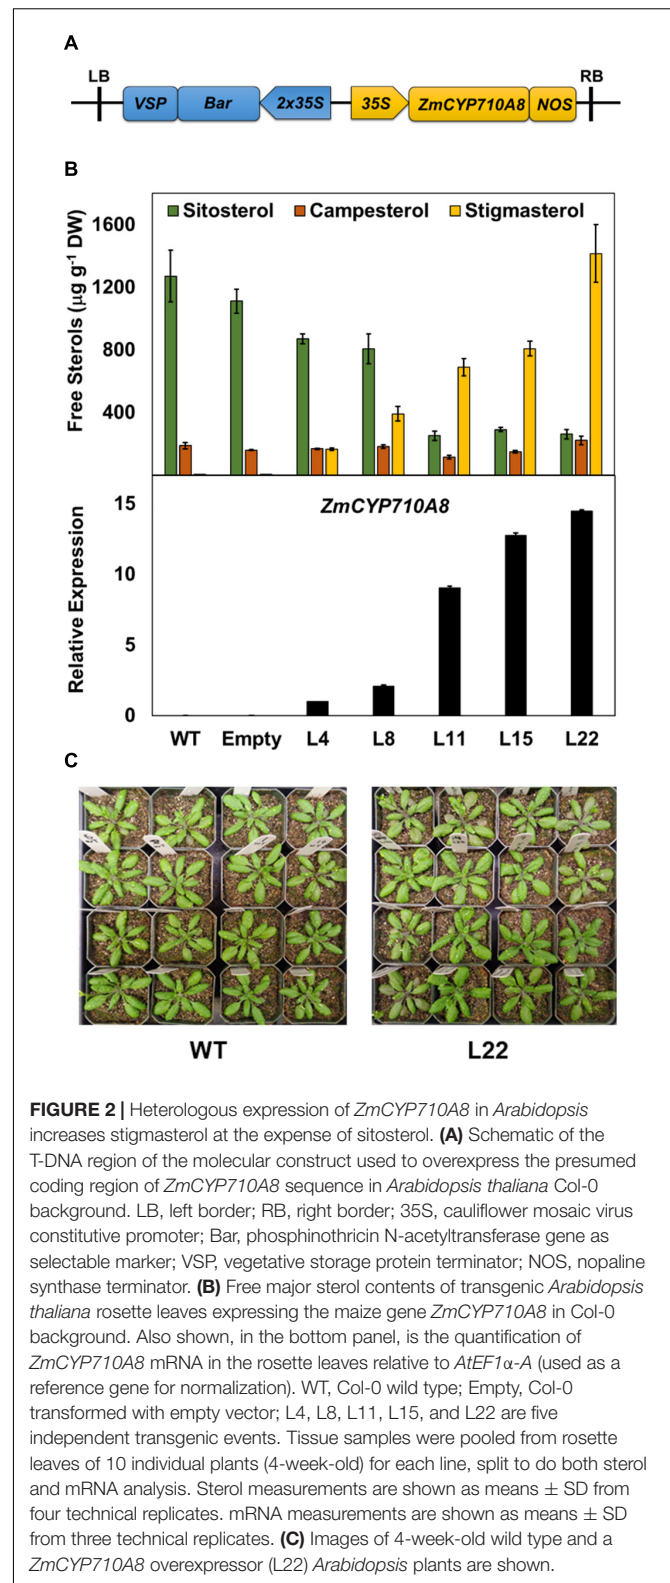 A
LB
RB
VSP
Bar
2x35S
35S
ZmCYP710A8
NOS
B
Sitosterol
Campesterol
Stigmasterol
Free Sterols (µg g⁻¹ DW)
1600
1200
800
400
ZmCYP710A8
Relative Expression
15
10
5
0
WT Empty L4 L8 L11 L15 L22
C
WT
L22
FIGURE 2 | Heterologous expression of ZmCYP710A8 in Arabidopsis
increases stigmasterol at the expense of sitosterol. (A) Schematic of the
T-DNA region of the molecular construct used to overexpress the presumed
coding region of ZmCYP710A8 sequence in Arabidopsis thaliana Col-0
background. LB, left border; RB, right border; 35S, cauliflower mosaic virus
constitutive promoter; Bar, phosphinothricin N-acetyltransferase gene as
selectable marker; VSP, vegetative storage protein terminator; NOS, nopaline
synthase terminator. (B) Free major sterol contents of transgenic Arabidopsis
thaliana rosette leaves expressing the maize gene ZmCYP710A8 in Col-0
background. Also shown, in the bottom panel, is the quantification of
ZmCYP710A8 mRNA in the rosette leaves relative to AtEF1α-A (used as a
reference gene for normalization). WT, Col-0 wild type; Empty, Col-0
transformed with empty vector; L4, L8, L11, L15, and L22 are five
independent transgenic events. Tissue samples were pooled from rosette
leaves of 10 individual plants (4-week-old) for each line, split to do both sterol
and mRNA analysis. Sterol measurements are shown as means ± SD from
four technical replicates. mRNA measurements are shown as means ± SD
from three technical replicates. (C) Images of 4-week-old wild type and a
ZmCYP710A8 overexpressor (L22) Arabidopsis plants are shown.